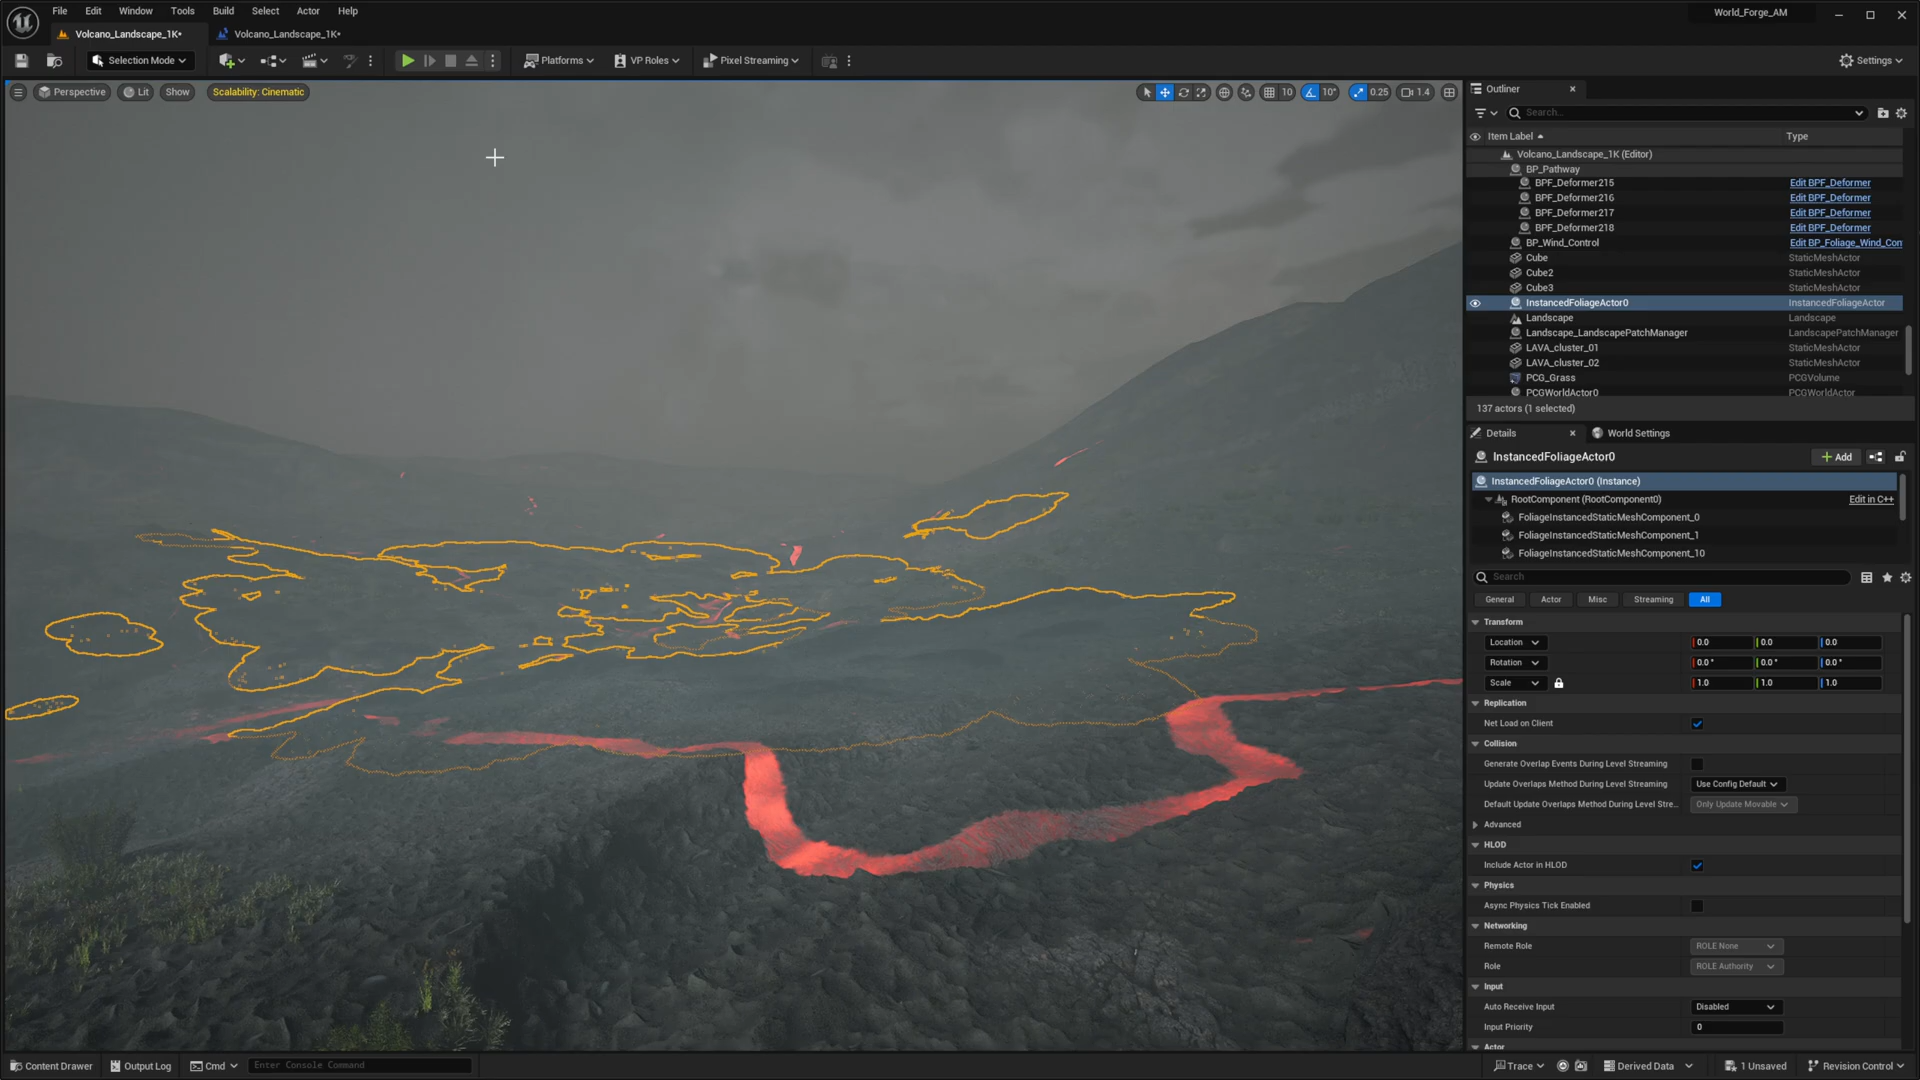 File Edit Window Tools Build Select Actor Help
World_Forge_AM
Volcano_Landscape_1K•
Volcano_Landscape_1K•
Selection Mode
Platforms
VP Roles
Pixel Streaming
Settings
Perspective
Lit
Show
Scalability: Cinematic
10
10°
0.25
1.4
Outliner
Search...
Item Label
Type
Volcano_Landscape_1K (Editor)
BP_Pathway
BPF_Deformer215 Edit BPF_Deformer
BPF_Deformer216 Edit BPF_Deformer
BPF_Deformer217 Edit BPF_Deformer
BPF_Deformer218 Edit BPF_Deformer
BP_Wind_Control Edit BP_Foliage_Wind_Con
Cube StaticMeshActor
Cube2 StaticMeshActor
Cube3 StaticMeshActor
InstancedFoliageActor0 InstancedFoliageActor
Landscape Landscape
Landscape_LandscapePatchManager LandscapePatchManager
LAVA_cluster_01 StaticMeshActor
LAVA_cluster_02 StaticMeshActor
PCG_Grass PCGVolume
PCGWorldActor0 PCGWorldActor
137 actors (1 selected)
Details
World Settings
InstancedFoliageActor0
Add
InstancedFoliageActor0 (Instance)
RootComponent (RootComponent0) Edit in C++
FoliageInstancedStaticMeshComponent_0
FoliageInstancedStaticMeshComponent_1
FoliageInstancedStaticMeshComponent_10
Search
General Actor Misc Streaming All
Transform
Location 0.0 0.0 0.0
Rotation 0.0° 0.0° 0.0°
Scale 1.0 1.0 1.0
Replication
Net Load on Client
Collision
Generate Overlap Events During Level Streaming
Update Overlaps Method During Level Streaming Use Config Default
Default Update Overlaps Method During Level Stre... Only Update Movable
Advanced
HLOD
Include Actor in HLOD
Physics
Async Physics Tick Enabled
Networking
Remote Role ROLE None
Role ROLE Authority
Input
Auto Receive Input Disabled
Input Priority 0
Actor
Content Drawer
Output Log
Cmd
Enter Console Command
Trace
Derived Data
1 Unsaved
Revision Control